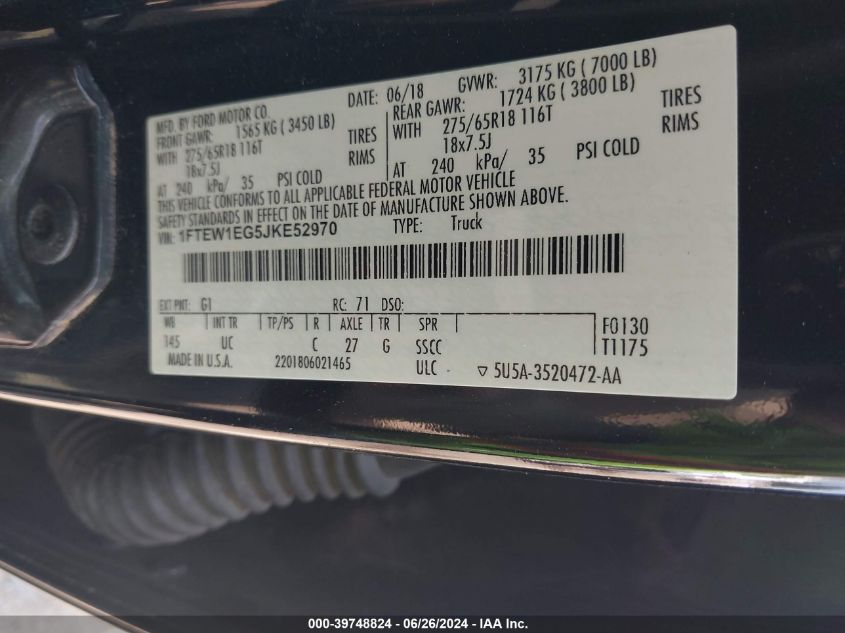 MFD. BY FORD MOTOR CO. DATE: 06/18 GVWR: 3175 KG ( 7000 LB)
FRONT GAWR: 1565 KG ( 3450 LB) REAR GAWR: 1724 KG ( 3800 LB)
WITH 275/65R18 116T TIRES WITH 275/65R18 116T TIRES
18x7.5J RIMS 18x7.5J RIMS
AT 240 kPa/ 35 PSI COLD AT 240 kPa/ 35 PSI COLD
THIS VEHICLE CONFORMS TO ALL APPLICABLE FEDERAL MOTOR VEHICLE
SAFETY STANDARDS IN EFFECT ON THE DATE OF MANUFACTURE SHOWN ABOVE.
VIN: 1FTEW1EG5JKE52970 TYPE: Truck
EXT PNT: G1 RC: 71 DSO:
WB INT TR TP/PS R AXLE TR SPR F0130
145 UC C 27 G SSCC T1175
MADE IN U.S.A. 2201806021465 ULC ▽ 5U5A-3520472-AA
000-39748824 - 06/26/2024 - IAA Inc.